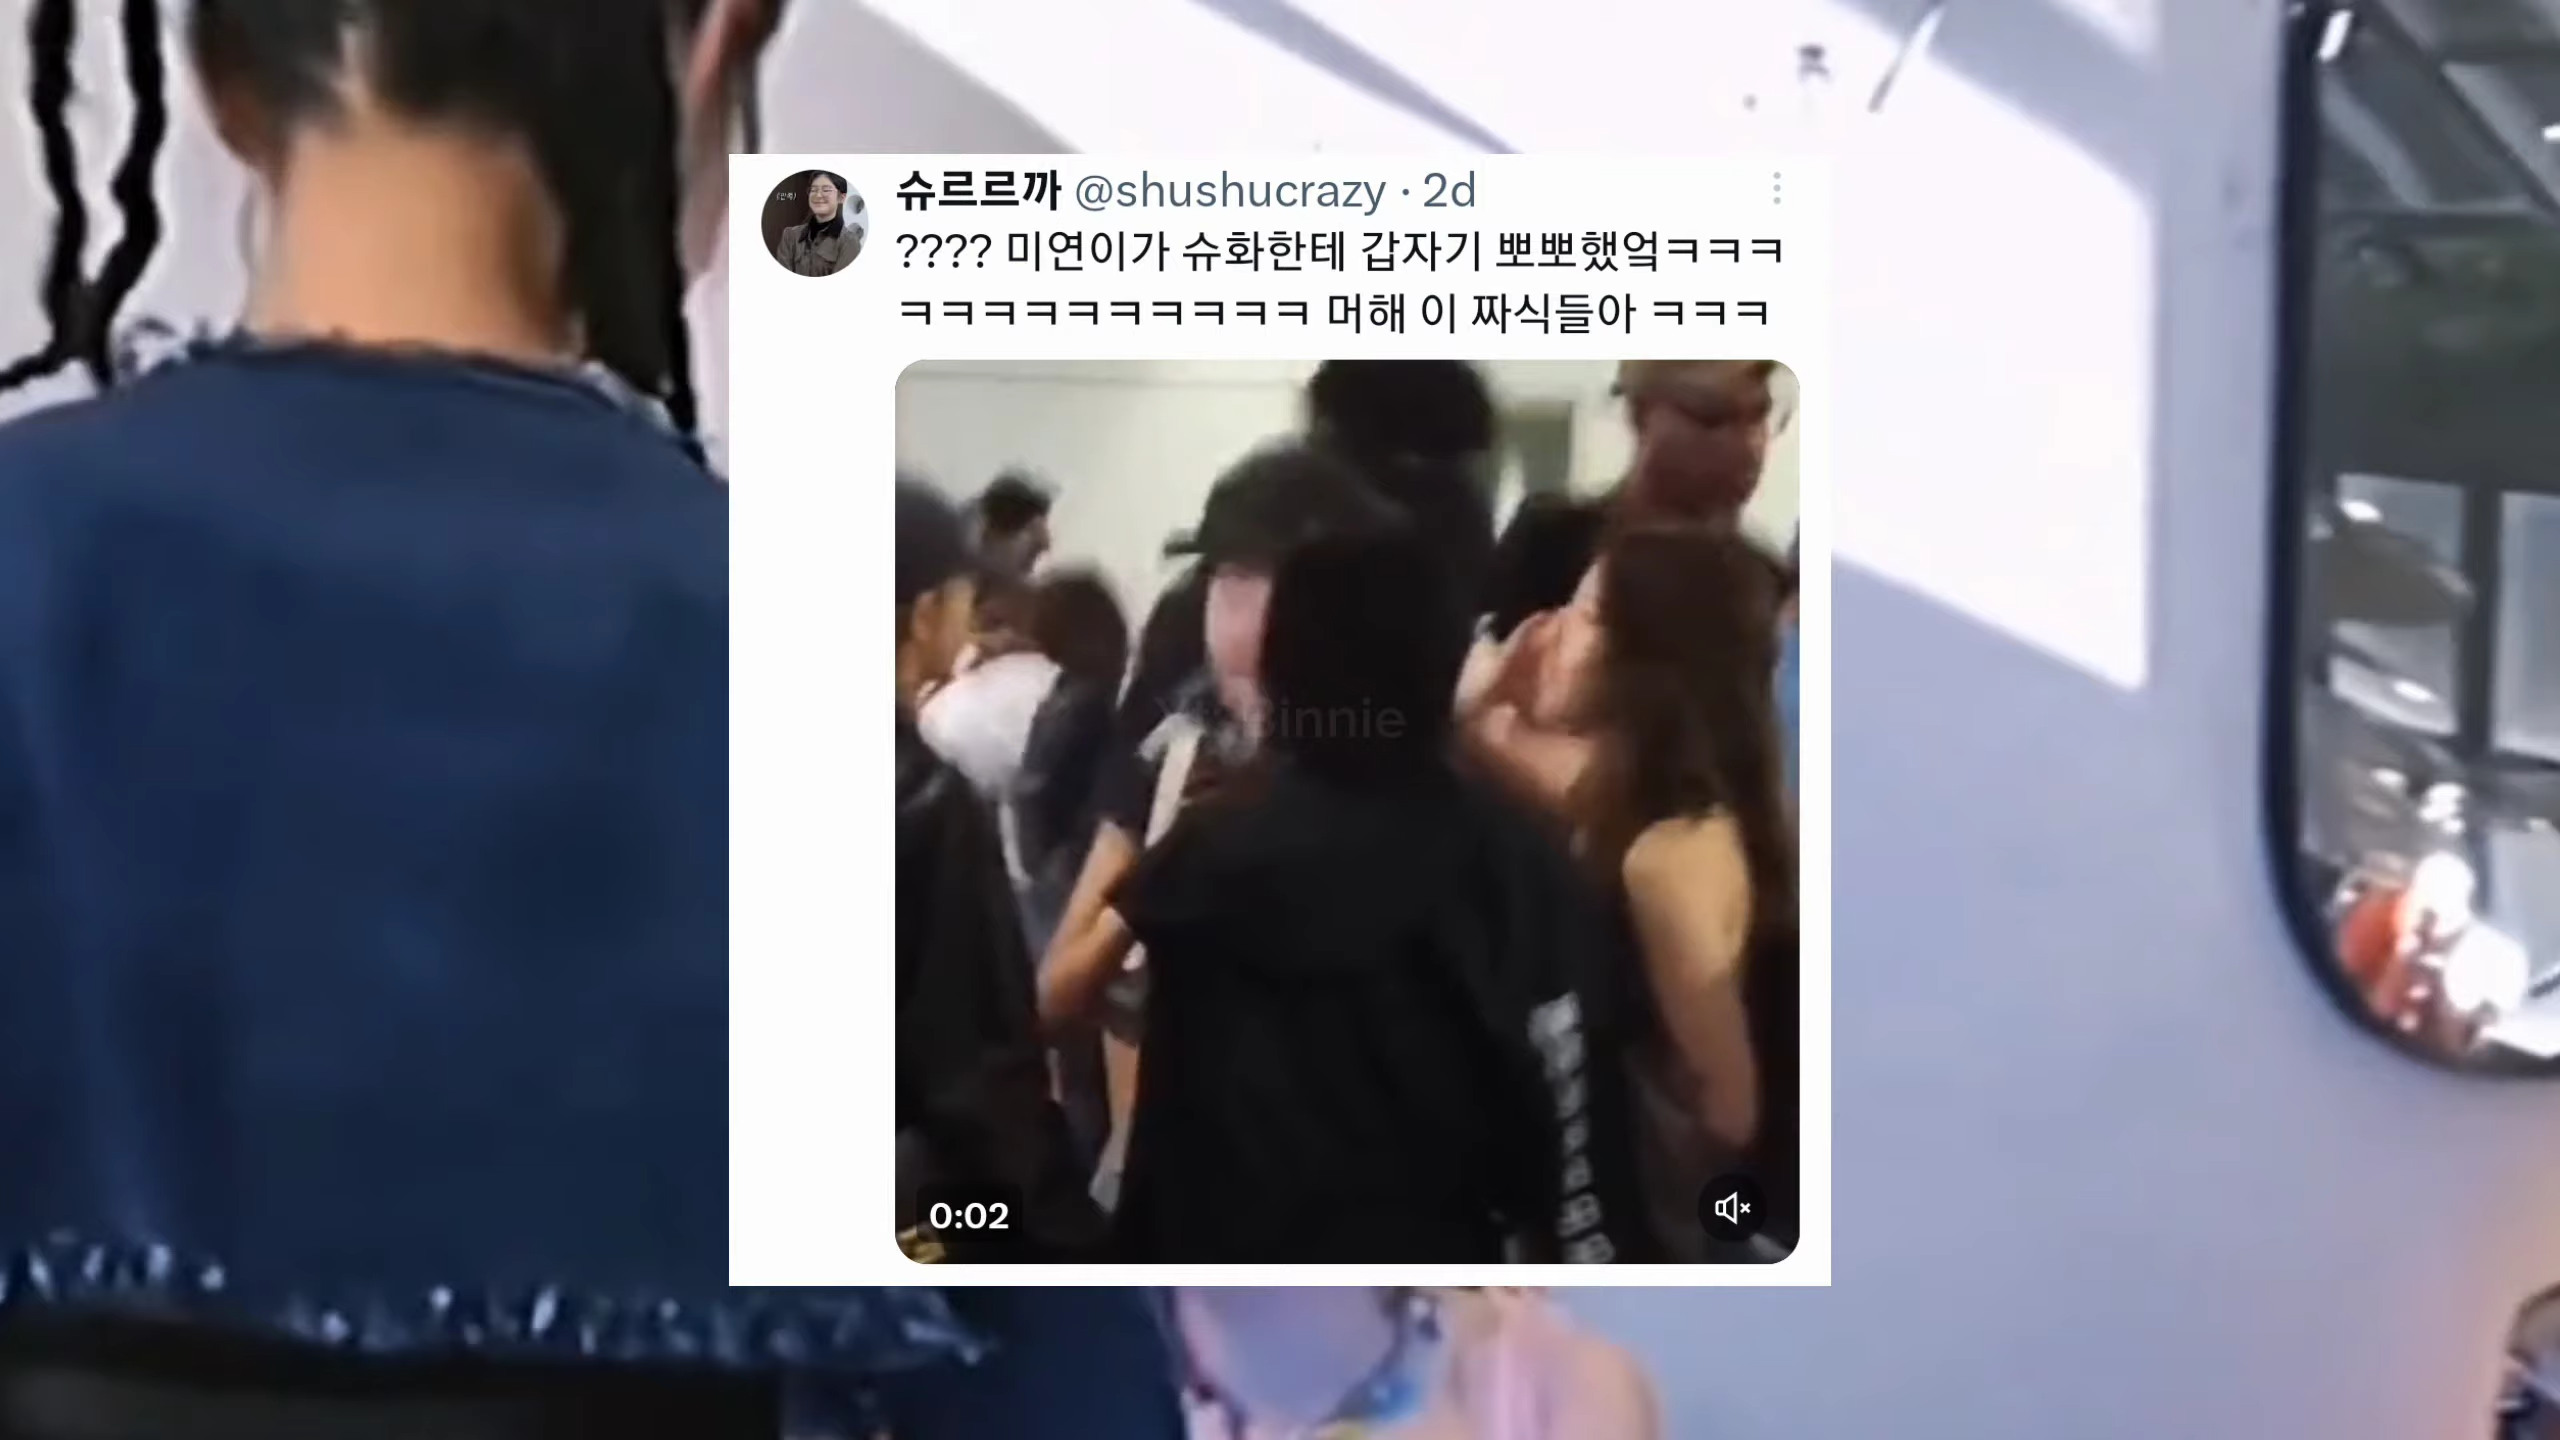 슈르르까 @shushucrazy · 2d
???? 미연이가 슈화한테 갑자기 뽀뽀했엌ㅋㅋㅋ
ㅋㅋㅋㅋㅋㅋㅋㅋㅋㅋ 머해 이 짜식들아 ㅋㅋㅋ
0:02